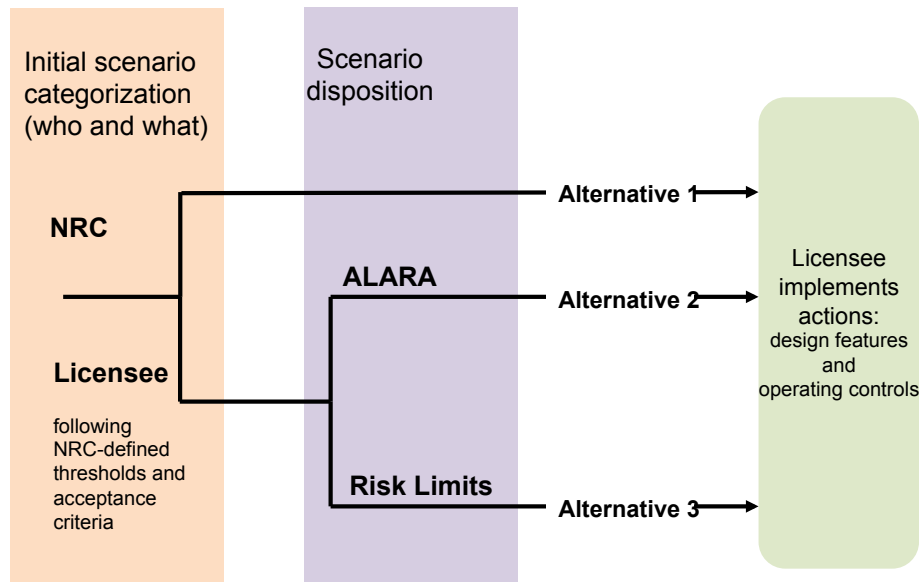 Initial scenario
categorization
(who and what)
Scenario
disposition
NRC
Alternative 1
ALARA
Alternative 2
Licensee
following
NRC-defined
thresholds and
acceptance
criteria
Risk Limits
Alternative 3
Licensee
implements
actions:
design features
and
operating controls